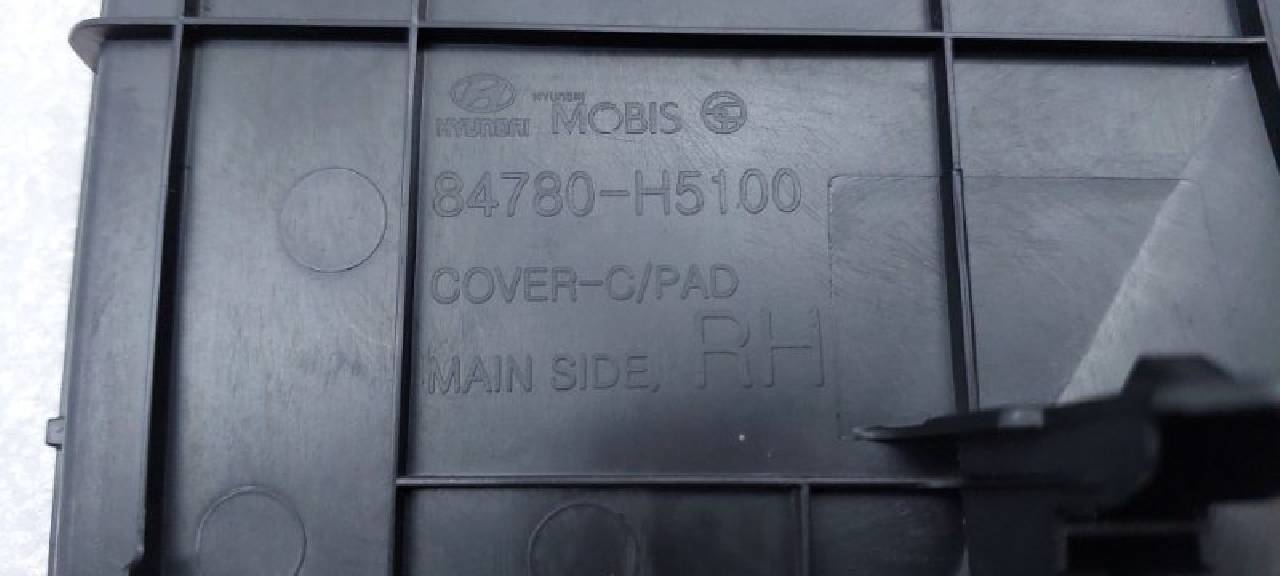 HYUNDAI HYUNDAI MOBIS
84780-H5100
COVER-C/PAD
MAIN SIDE, RH